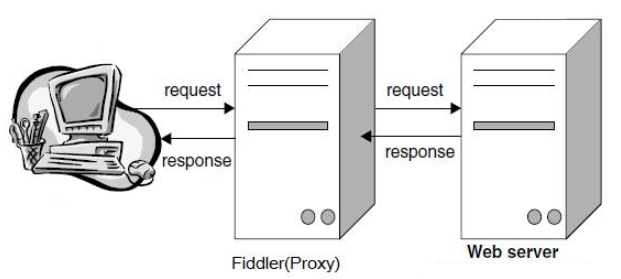 request
request
response
response
Fiddler(Proxy)
Web server